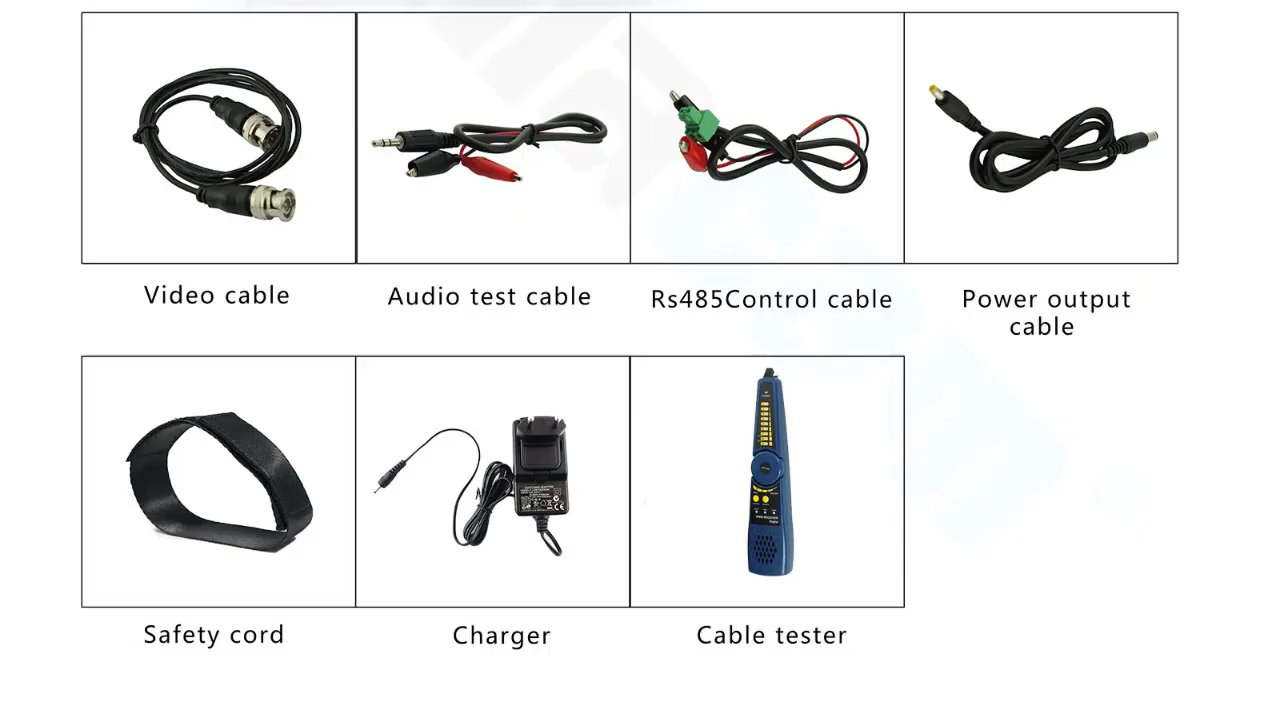 Video cable
Audio test cable
Rs485Control cable
Power output
cable
Safety cord
Charger
Cable tester